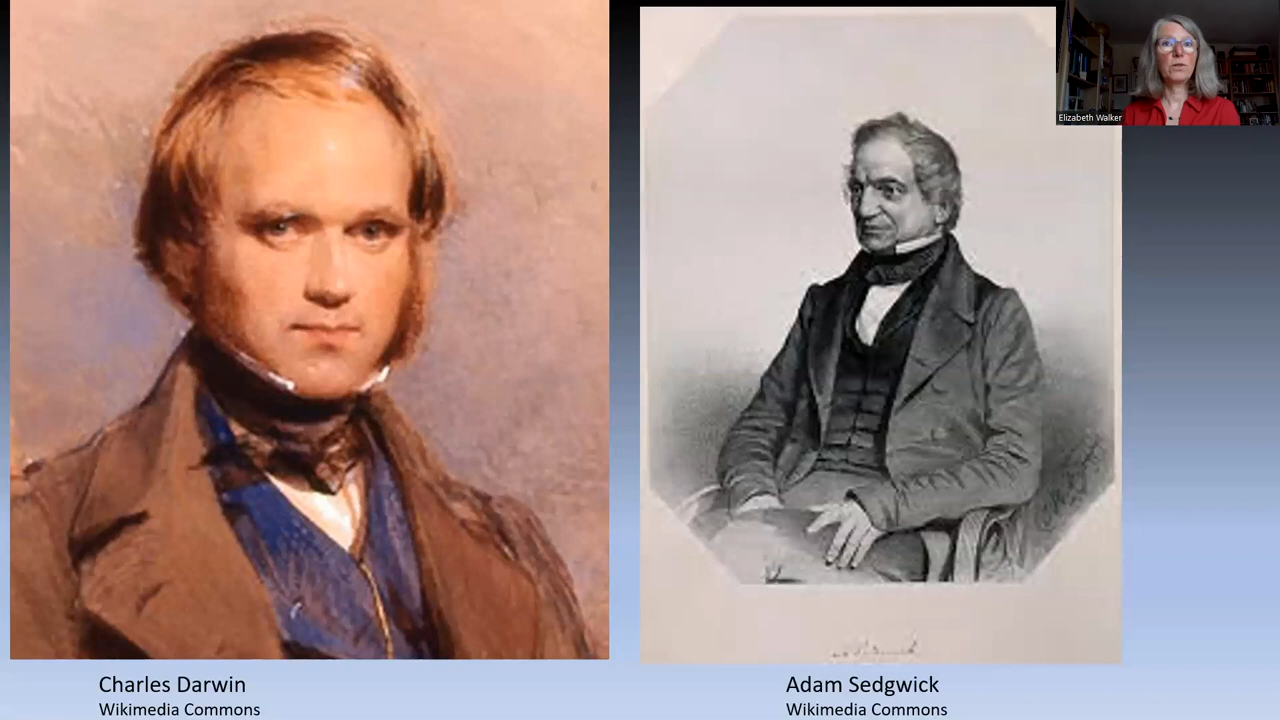 Elizabeth Walker
Charles Darwin
Wikimedia Commons
Adam Sedgwick
Wikimedia Commons